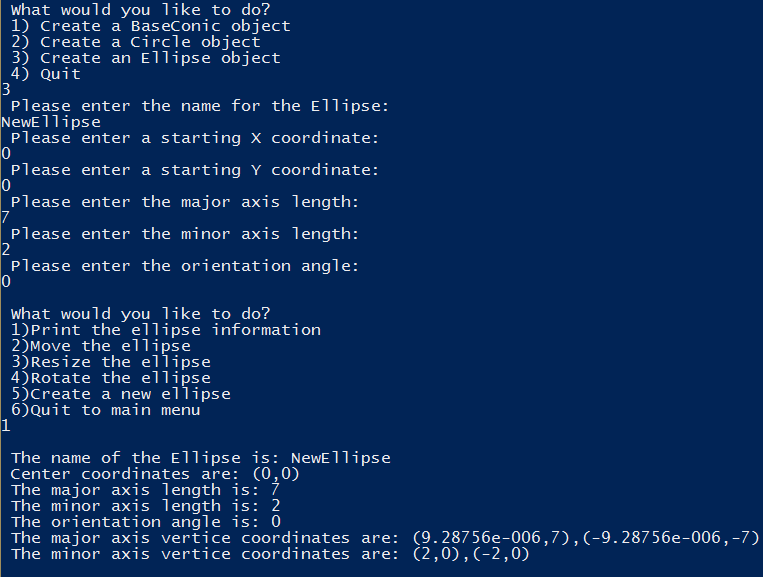 What would you like to do?
1) Create a BaseConic object
2) Create a Circle object
3) Create an Ellipse object
4) Quit
3
Please enter the name for the Ellipse:
NewEllipse
Please enter a starting X coordinate:
0
Please enter a starting Y coordinate:
0
Please enter the major axis length:
7
Please enter the minor axis length:
2
Please enter the orientation angle:
0
What would you like to do?
1)Print the ellipse information
2)Move the ellipse
3)Resize the ellipse
4)Rotate the ellipse
5)Create a new ellipse
6)Quit to main menu
1
The name of the Ellipse is: NewEllipse
Center coordinates are: (0,0)
The major axis length is: 7
The minor axis length is: 2
The orientation angle is: 0
The major axis vertice coordinates are: (9.28756e-006,7),(-9.28756e-006,-7)
The minor axis vertice coordinates are: (2,0),(-2,0)